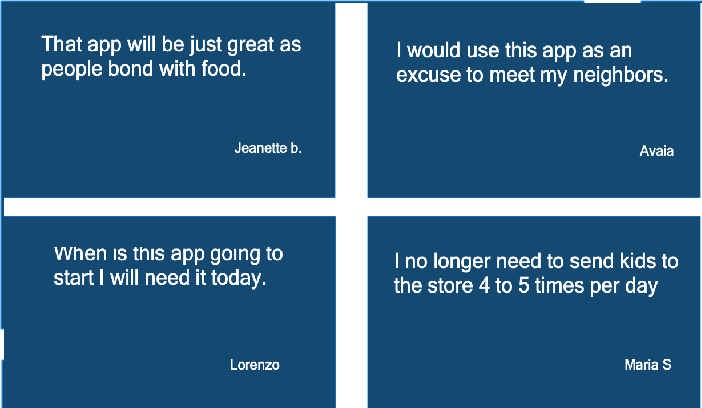 That app will be just great as
people bond with food.
Jeanette b.
I would use this app as an
excuse to meet my neighbors.
Avaia
When is this app going to
start I will need it today.
Lorenzo
I no longer need to send kids to
the store 4 to 5 times per day
Maria S